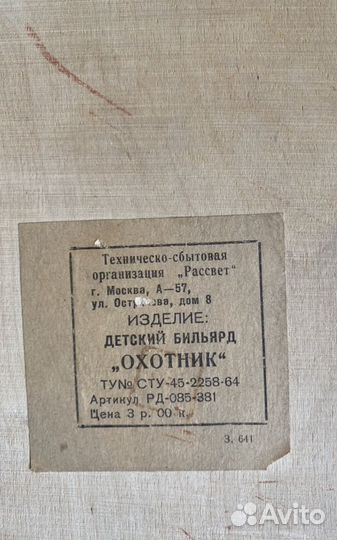 Техническо-сбытовая
организация „Рассвет"
г. Москва, А—57,
ул. дом 8
ИЗДЕЛИЕ:
ДЕТСКИЙ БИЛЬЯРД
„ОХОТНИК"
ТУ№ СТУ-45-2258-64
Артикул РД-085-381
Цена 3 р. 00 к.
З. 641
Avito